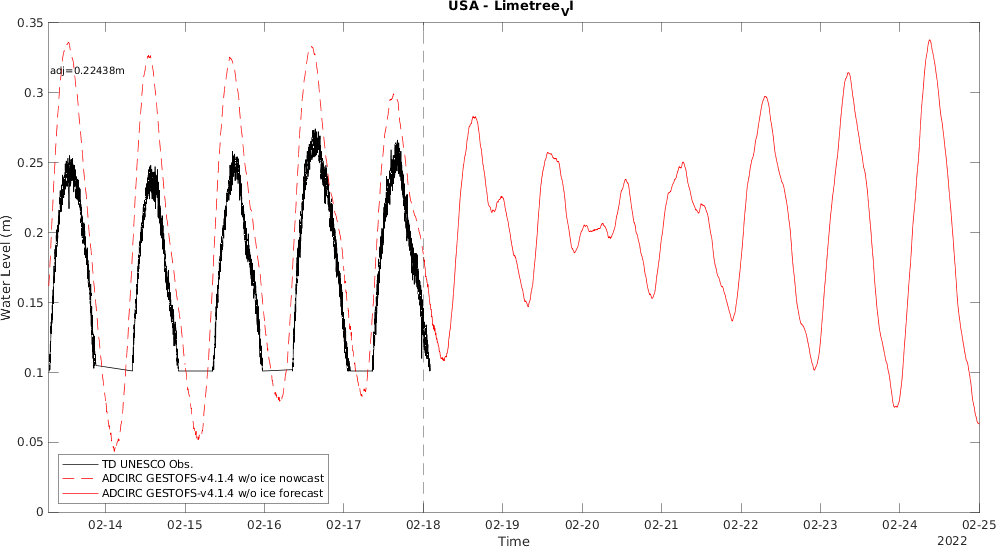 USA - LimetreeVI
0.35
adj=0.22438m
0.3
0.25
0.2
0.15
0.1
0.05
0
Water Level (m)
TD UNESCO Obs.
ADCIRC GESTOFS-v4.1.4 w/o ice nowcast
ADCIRC GESTOFS-v4.1.4 w/o ice forecast
02-14 02-15 02-16 02-17 02-18 02-19 02-20 02-21 02-22 02-23 02-24 02-25
Time
2022